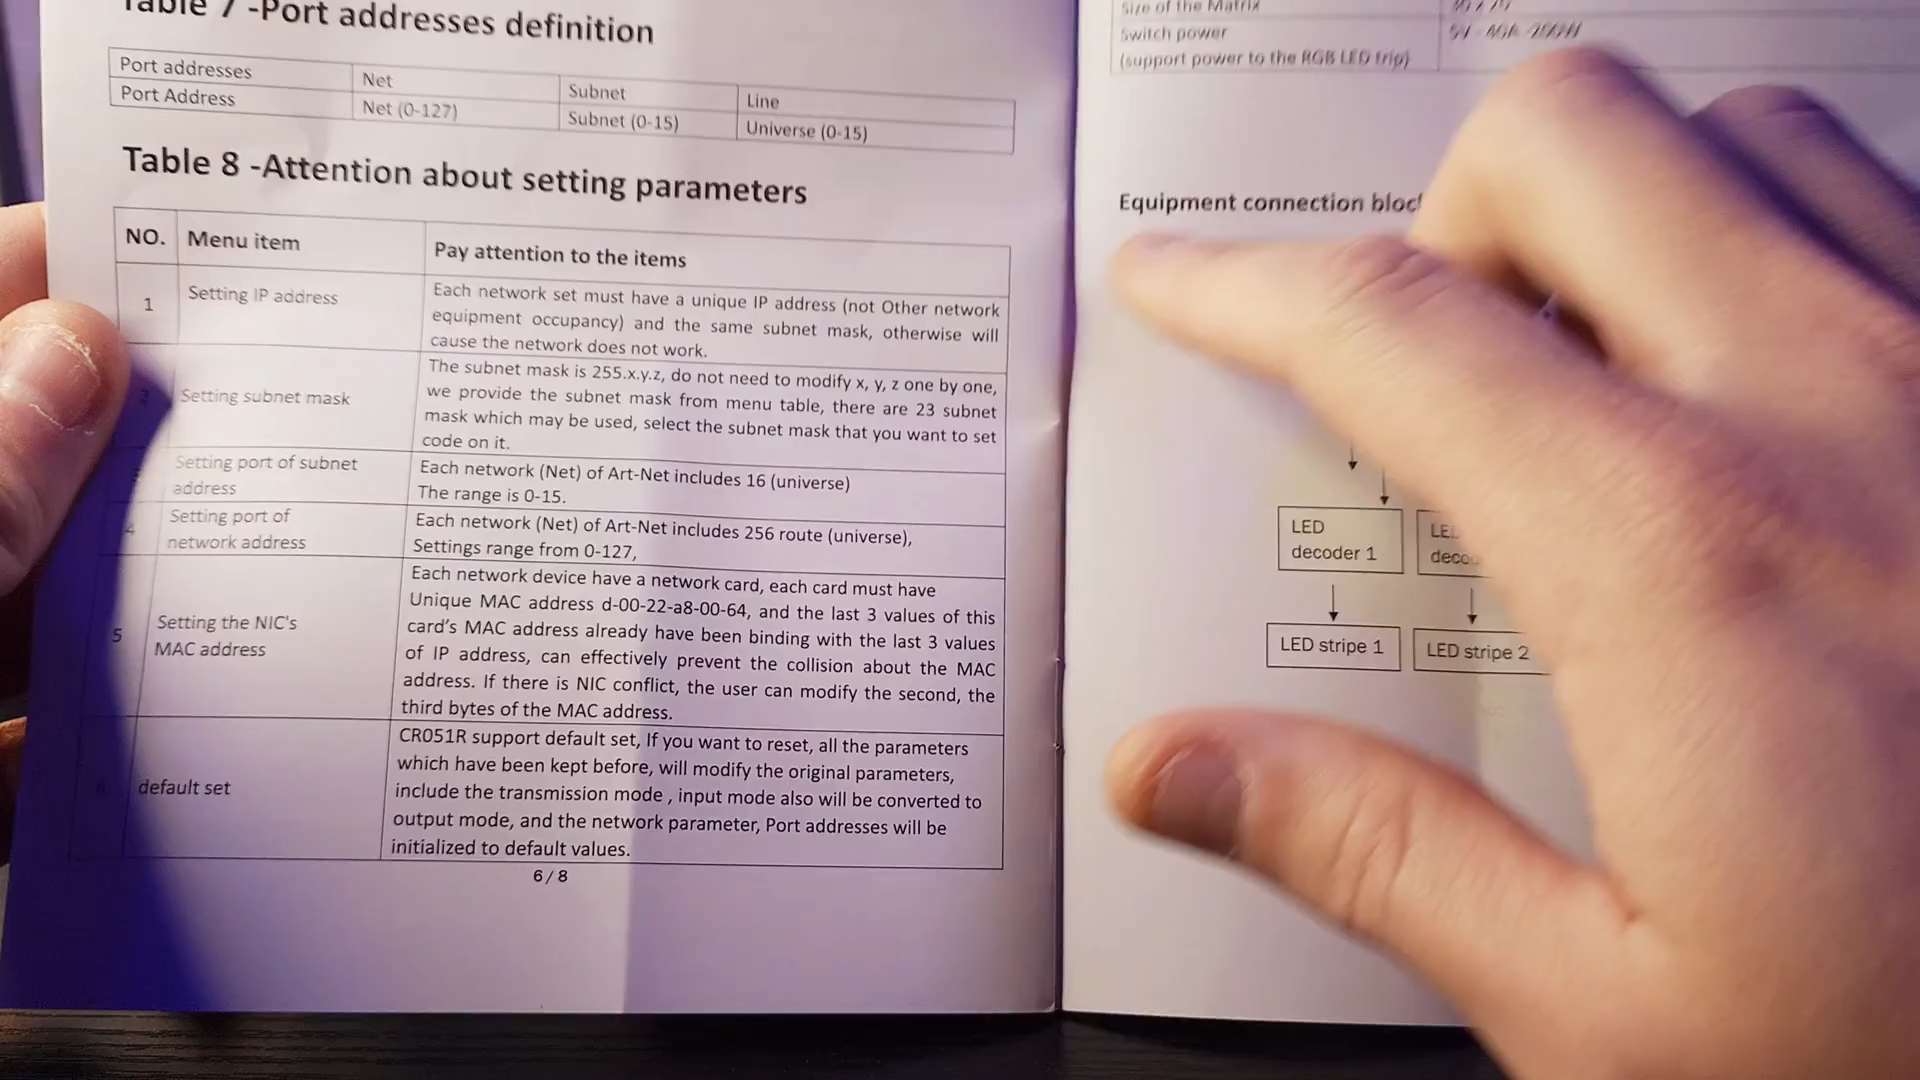 Table 7 -Port addresses definition
Port addresses
Net
Subnet
Line
Port Address
Net (0-127)
Subnet (0-15)
Universe (0-15)
Table 8 -Attention about setting parameters
NO.
Menu item
Pay attention to the items
1
Setting IP address
Each network set must have a unique IP address (not Other network
equipment occupancy) and the same subnet mask, otherwise will
cause the network does not work.
2
Setting subnet mask
The subnet mask is 255.x.y.z, do not need to modify x, y, z one by one,
we provide the subnet mask from menu table, there are 23 subnet
mask which may be used, select the subnet mask that you want to set
code on it.
3
Setting port of subnet
address
Each network (Net) of Art-Net includes 16 (universe)
The range is 0-15.
4
Setting port of
network address
Each network (Net) of Art-Net includes 256 route (universe),
Settings range from 0-127,
5
Setting the NIC's
MAC address
Each network device have a network card, each card must have
Unique MAC address d-00-22-a8-00-64, and the last 3 values of this
card's MAC address already have been binding with the last 3 values
of IP address, can effectively prevent the collision about the MAC
address. If there is NIC conflict, the user can modify the second, the
third bytes of the MAC address.
default set
CR051R support default set, If you want to reset, all the parameters
which have been kept before, will modify the original parameters,
include the transmission mode , input mode also will be converted to
output mode, and the network parameter, Port addresses will be
initialized to default values.
6 / 8
Size of the Matrix
Switch power
(support power to the RGB LED trip)
Equipment connection
LED
decoder 1
LED stripe 1
LED stripe 2